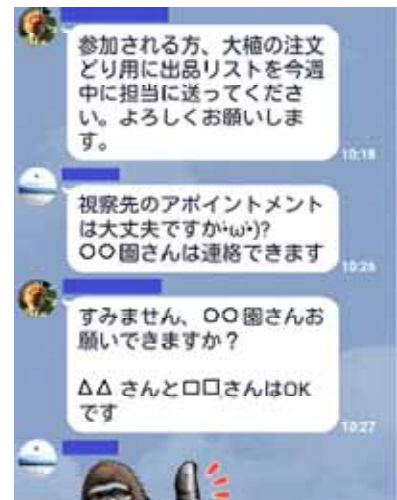 参加される方、大植の注文
どり用に出品リストを今週
中に担当に送ってくださ
い。よろしくお願いしま
す。
10:18
視察先のアポイントメント
は大丈夫ですか･ω･)?
〇〇園さんは連絡できます
10:26
すみません、〇〇園さんお
願いできますか？
△△ さんと□□さんはOK
です
10:27